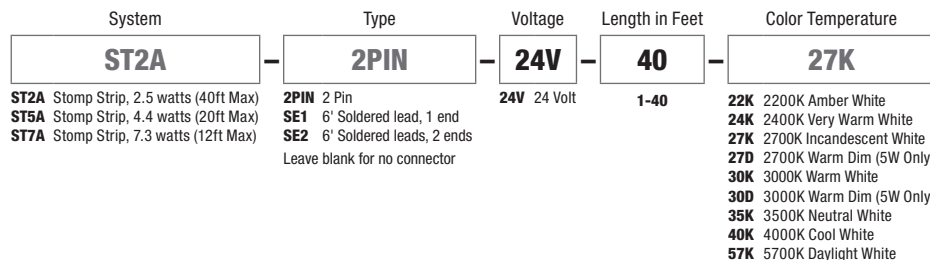 System
Type
Voltage
Length in Feet
Color Temperature
ST2A – 2PIN – 24V – 40 – 27K
ST2A Stomp Strip, 2.5 watts (40ft Max)
ST5A Stomp Strip, 4.4 watts (20ft Max)
ST7A Stomp Strip, 7.3 watts (12ft Max)
2PIN 2 Pin
SE1 6' Soldered lead, 1 end
SE2 6' Soldered leads, 2 ends
Leave blank for no connector
24V 24 Volt
1-40
22K 2200K Amber White
24K 2400K Very Warm White
27K 2700K Incandescent White
27D 2700K Warm Dim (5W Only
30K 3000K Warm White
30D 3000K Warm Dim (5W Only
35K 3500K Neutral White
40K 4000K Cool White
57K 5700K Daylight White